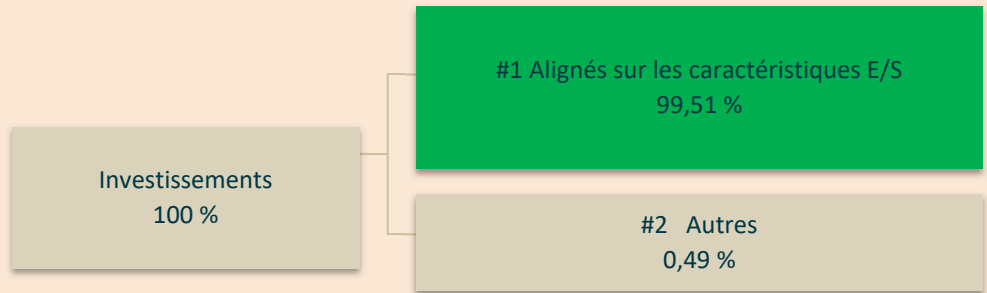 #1 Alignés sur les caractéristiques E/S
99,51 %
Investissements
100 %
#2 Autres
0,49 %